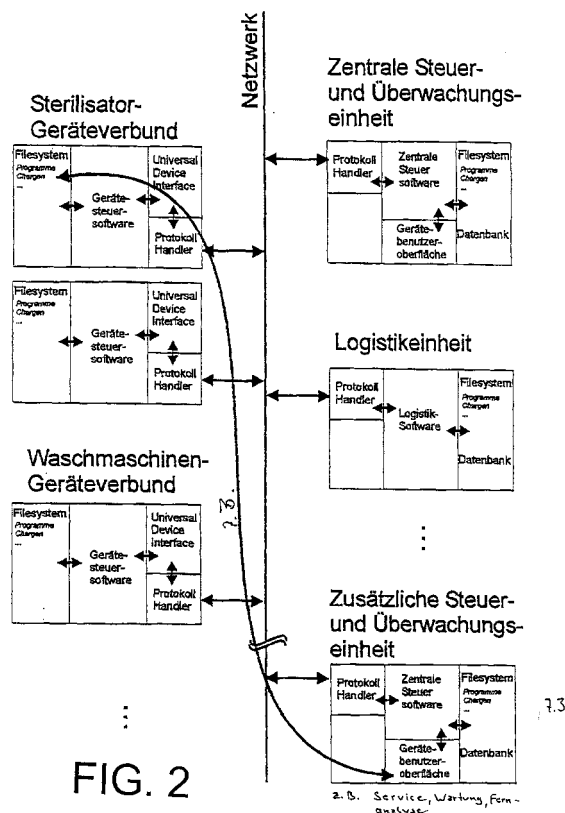 Netzwerk
Sterilisator-
Geräteverbund
Filesystem
Programme
Chargen
...
Geräte-
steuer-
software
Universal
Device
Interface
Protokoll
Handler
Filesystem
Programme
Chargen
...
Geräte-
steuer-
software
Universal
Device
Interface
Protokoll
Handler
Waschmaschinen-
Geräteverbund
Filesystem
Programme
Chargen
...
Geräte-
steuer-
software
Universal
Device
Interface
Protokoll
Handler
z.B.
FIG. 2
Zentrale Steuer-
und Überwachungs-
einheit
Protokoll
Handler
Zentrale
Steuer
software
Geräte-
benutzer-
oberfläche
Filesystem
Programme
Chargen
...
Datenbank
Logistikeinheit
Protokoll
Handler
Logistik-
Software
Filesystem
Programme
Chargen
...
Datenbank
Zusätzliche Steuer-
und Überwachungs-
einheit
Protokoll
Handler
Zentrale
Steuer
software
Geräte-
benutzer-
oberfläche
Filesystem
Programme
Chargen
...
Datenbank
z.B. Service, Wartung, Fern-
analyse